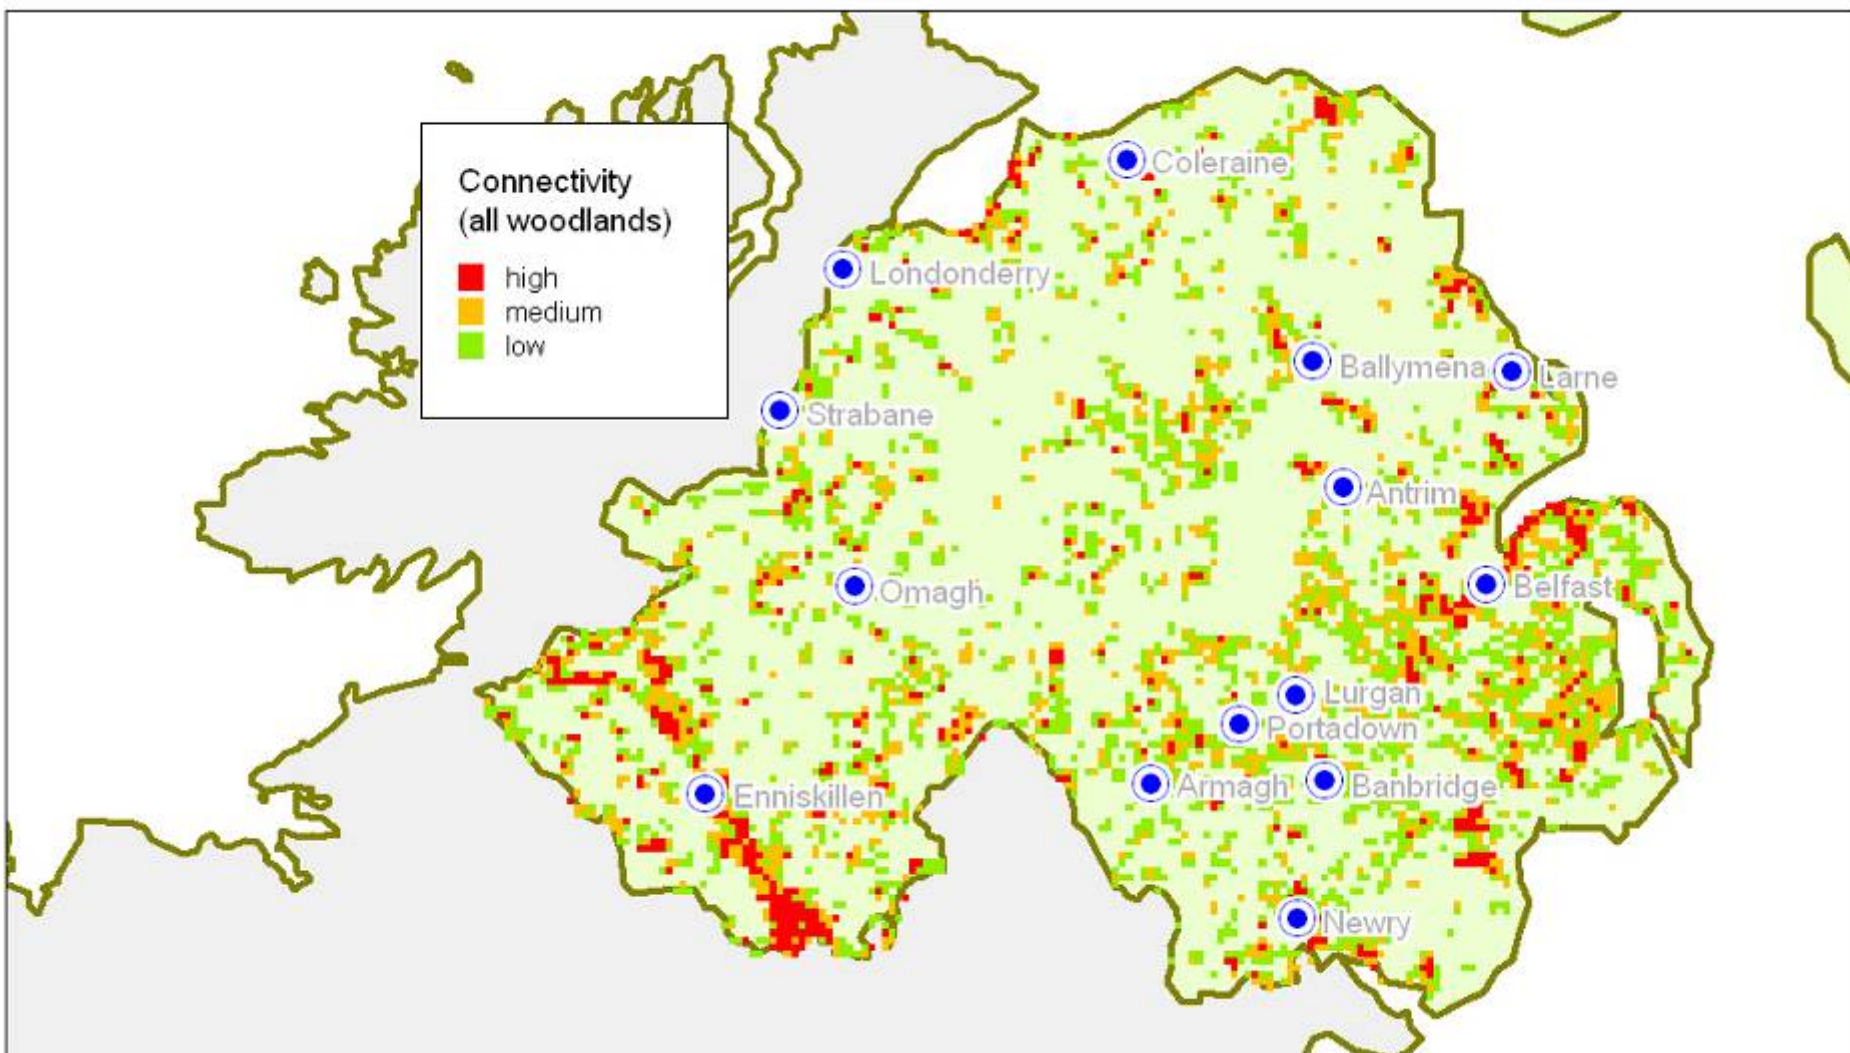 Connectivity
(all woodlands)
high
medium
low
Coleraine
Londonderry
Ballymena
Larne
Strabane
Antrim
Omagh
Belfast
Lurgan
Portadown
Armagh
Banbridge
Enniskillen
Newry